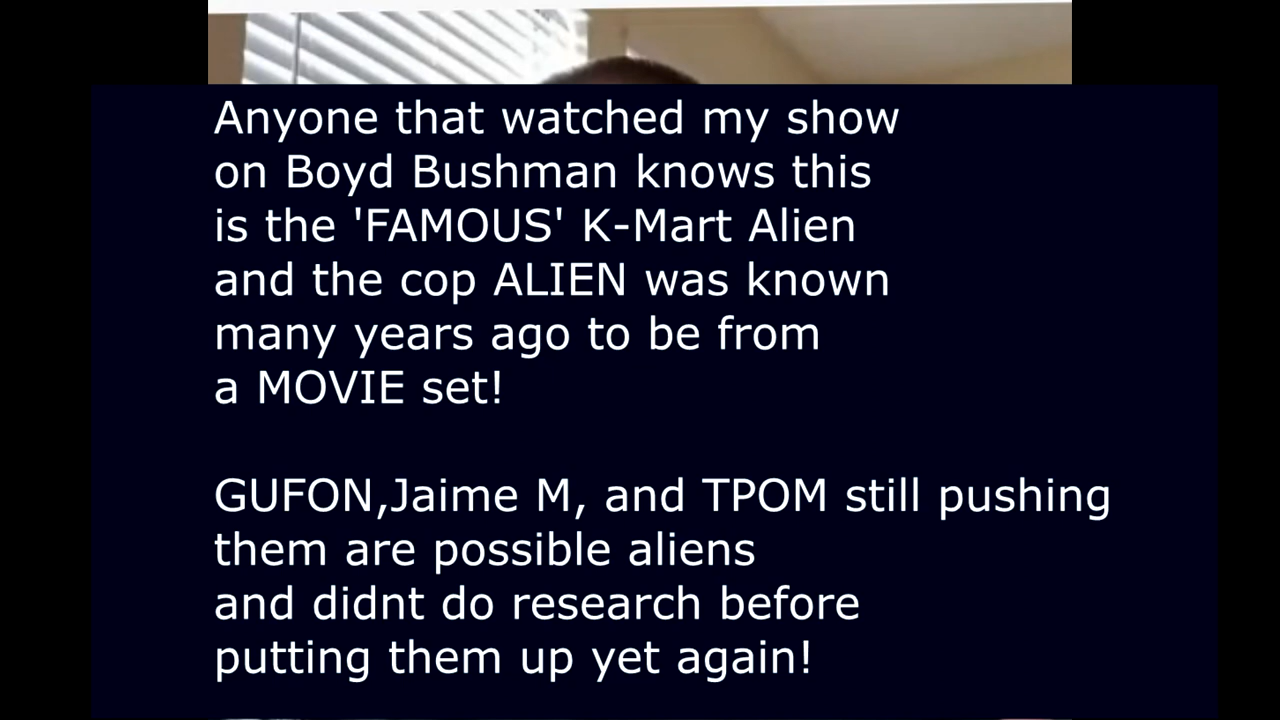 Anyone that watched my show
on Boyd Bushman knows this
is the 'FAMOUS' K-Mart Alien
and the cop ALIEN was known
many years ago to be from
a MOVIE set!
GUFON,Jaime M, and TPOM still pushing
them are possible aliens
and didnt do research before
putting them up yet again!